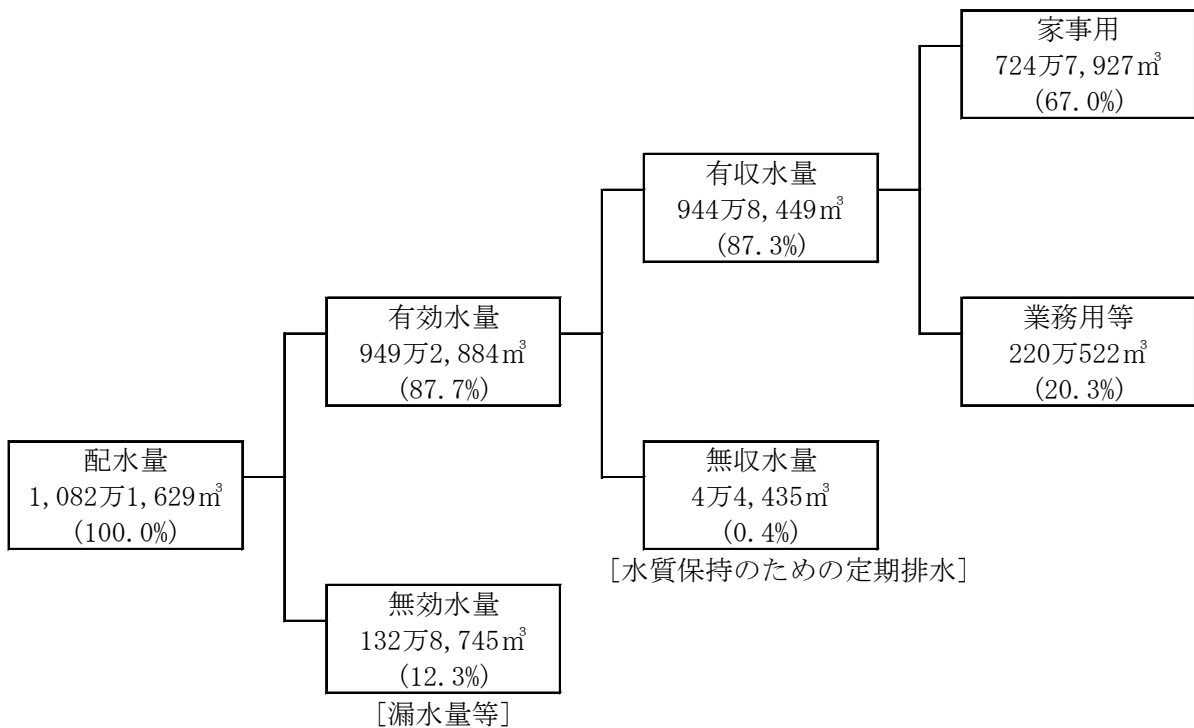 家事用
724万7,927㎥
(67.0%)
有収水量
944万8,449㎥
(87.3%)
有効水量
949万2,884㎥
(87.7%)
業務用等
220万522㎥
(20.3%)
配水量
1,082万1,629㎥
(100.0%)
無収水量
4万4,435㎥
(0.4%)
[水質保持のための定期排水]
無効水量
132万8,745㎥
(12.3%)
[漏水量等]